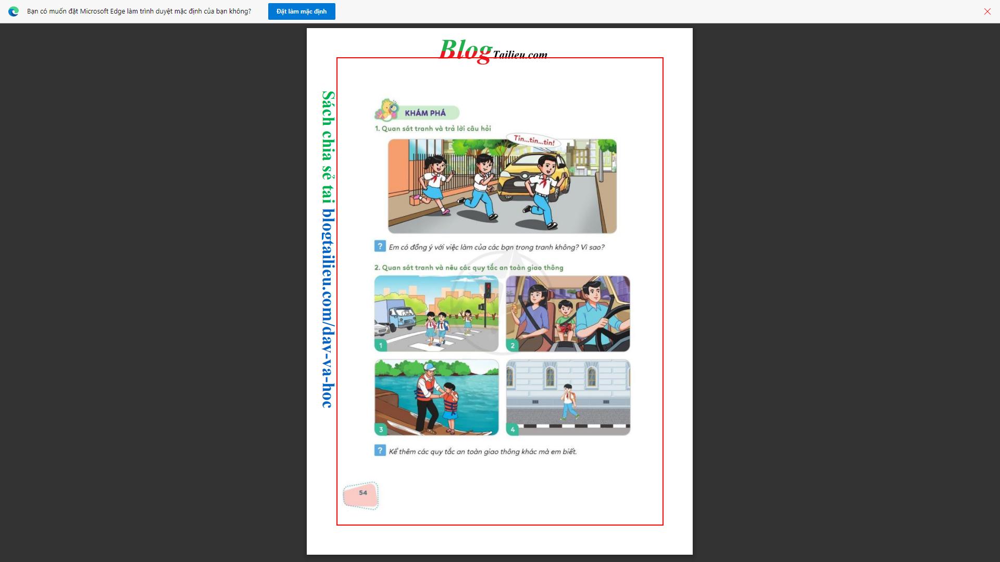 Bạn có muốn đặt Microsoft Edge làm trình duyệt mặc định của bạn không?
Đặt làm mặc định
Blog Tailieu.com
Sách chia sẻ tại blogtailieu.com/day-va-hoc
KHÁM PHÁ
1. Quan sát tranh và trả lời câu hỏi
Tin...tin...tin!
? Em có đồng ý với việc làm của các bạn trong tranh không? Vì sao?
2. Quan sát tranh và nêu các quy tắc an toàn giao thông
1
2
3
4
? Kể thêm các quy tắc an toàn giao thông khác mà em biết.
54